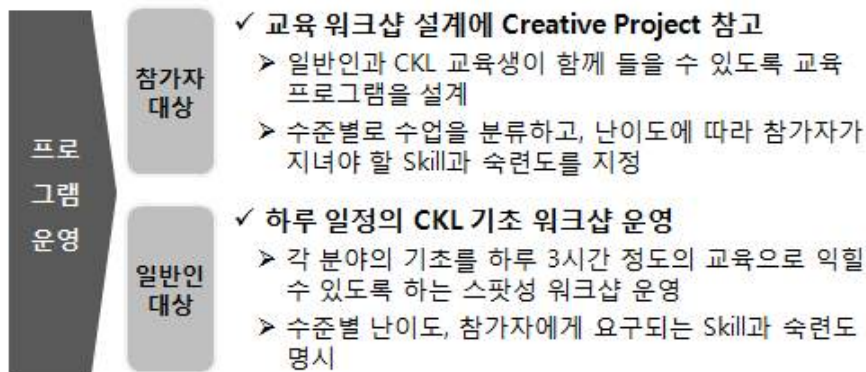 프로
그램
운영
참가자
대상
✓ 교육 워크샵 설계에 Creative Project 참고
➢ 일반인과 CKL 교육생이 함께 들을 수 있도록 교육
프로그램을 설계
➢ 수준별로 수업을 분류하고, 난이도에 따라 참가자가
지녀야 할 Skill과 숙련도를 지정
일반인
대상
✓ 하루 일정의 CKL 기초 워크샵 운영
➢ 각 분야의 기초를 하루 3시간 정도의 교육으로 익힐
수 있도록 하는 스팟성 워크샵 운영
➢ 수준별 난이도, 참가자에게 요구되는 Skill과 숙련도
명시